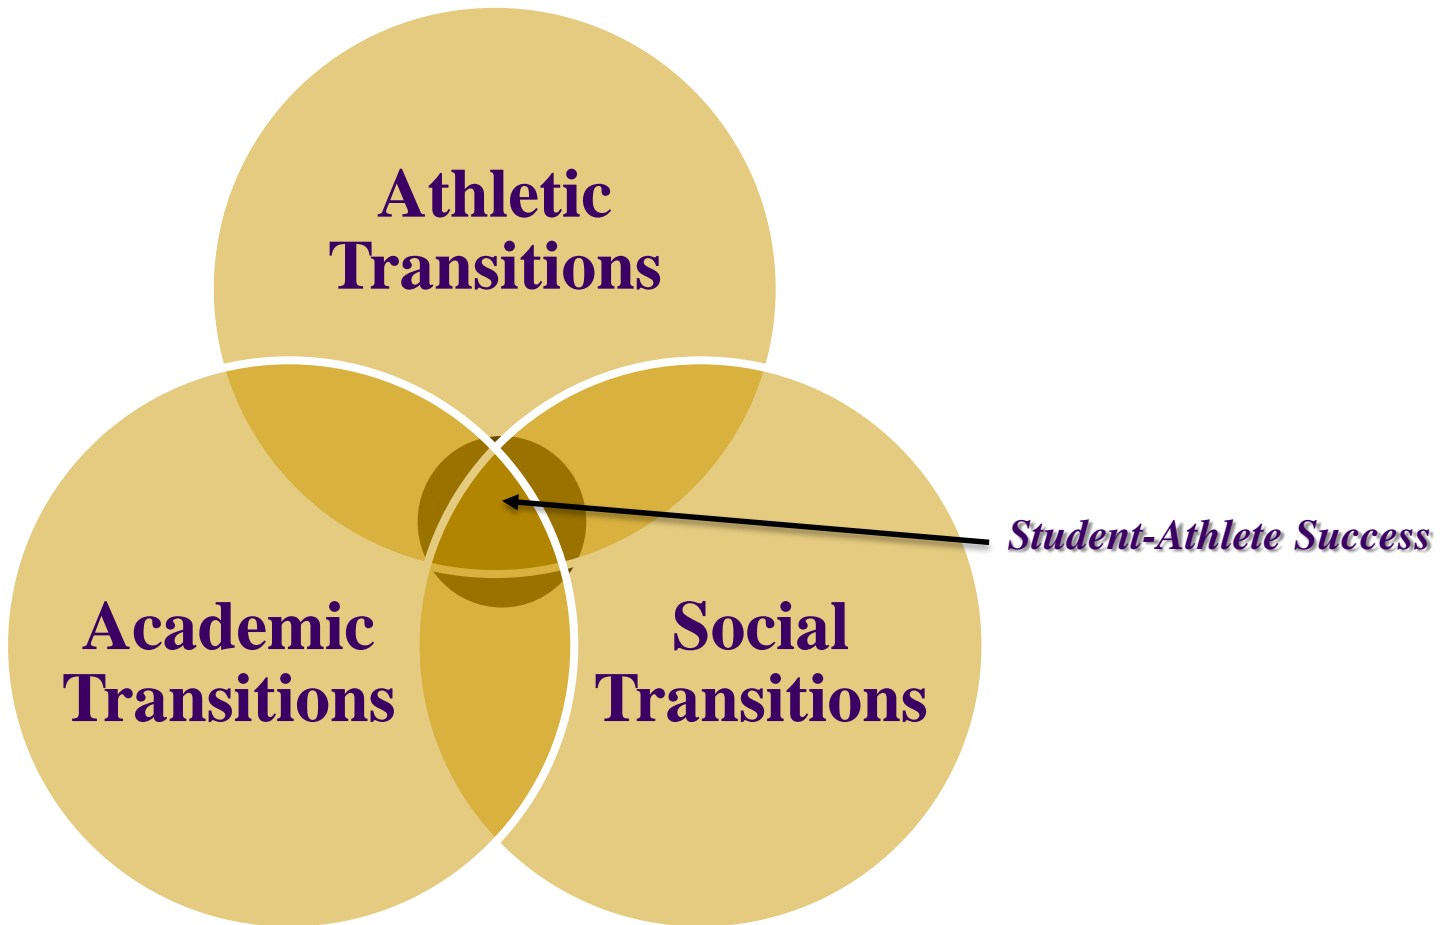 Athletic
Transitions
Student-Athlete Success
Academic
Transitions
Social
Transitions